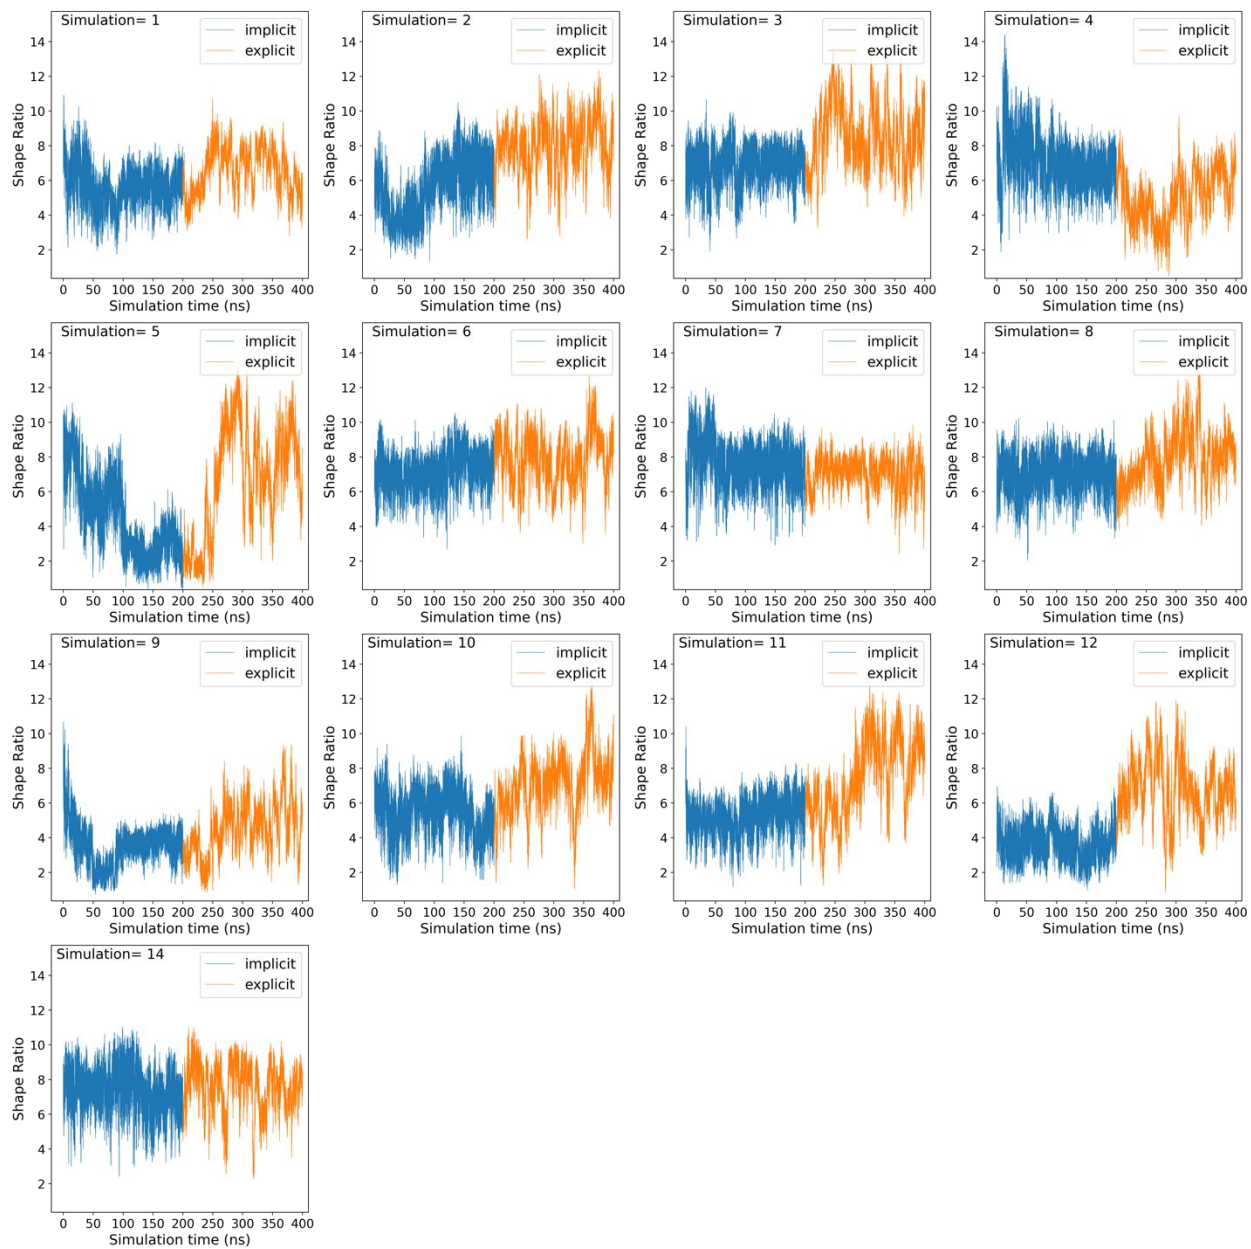 Simulation= 1
implicit
explicit
14
12
10
8
6
4
2
Shape Ratio
0 50 100 150 200 250 300 350 400
Simulation time (ns)
Simulation= 2
implicit
explicit
14
12
10
8
6
4
2
Shape Ratio
0 50 100 150 200 250 300 350 400
Simulation time (ns)
Simulation= 3
implicit
explicit
14
12
10
8
6
4
2
Shape Ratio
0 50 100 150 200 250 300 350 400
Simulation time (ns)
Simulation= 4
implicit
explicit
14
12
10
8
6
4
2
Shape Ratio
0 50 100 150 200 250 300 350 400
Simulation time (ns)
Simulation= 5
implicit
explicit
14
12
10
8
6
4
2
Shape Ratio
0 50 100 150 200 250 300 350 400
Simulation time (ns)
Simulation= 6
implicit
explicit
14
12
10
8
6
4
2
Shape Ratio
0 50 100 150 200 250 300 350 400
Simulation time (ns)
Simulation= 7
implicit
explicit
14
12
10
8
6
4
2
Shape Ratio
0 50 100 150 200 250 300 350 400
Simulation time (ns)
Simulation= 8
implicit
explicit
14
12
10
8
6
4
2
Shape Ratio
0 50 100 150 200 250 300 350 400
Simulation time (ns)
Simulation= 9
implicit
explicit
14
12
10
8
6
4
2
Shape Ratio
0 50 100 150 200 250 300 350 400
Simulation time (ns)
Simulation= 10
implicit
explicit
14
12
10
8
6
4
2
Shape Ratio
0 50 100 150 200 250 300 350 400
Simulation time (ns)
Simulation= 11
implicit
explicit
14
12
10
8
6
4
2
Shape Ratio
0 50 100 150 200 250 300 350 400
Simulation time (ns)
Simulation= 12
implicit
explicit
14
12
10
8
6
4
2
Shape Ratio
0 50 100 150 200 250 300 350 400
Simulation time (ns)
Simulation= 14
implicit
explicit
14
12
10
8
6
4
2
Shape Ratio
0 50 100 150 200 250 300 350 400
Simulation time (ns)